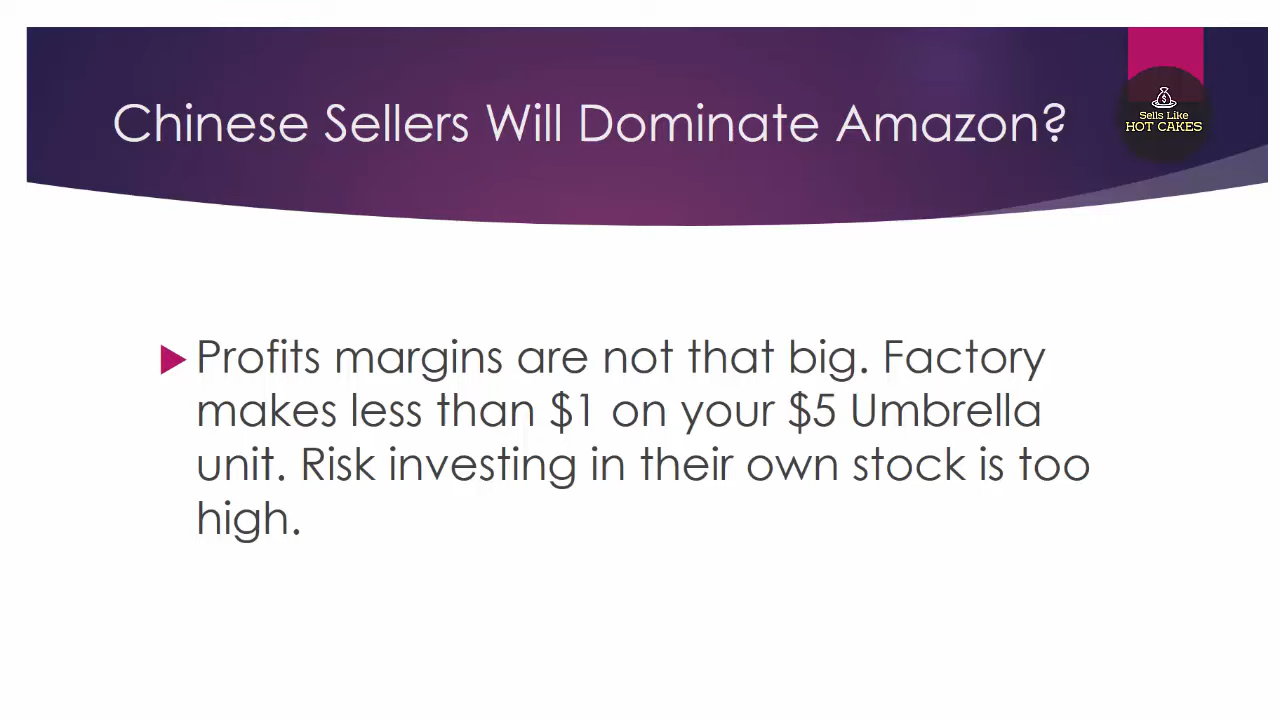 Chinese Sellers Will Dominate Amazon?
Sells Like
HOT CAKES
Profits margins are not that big. Factory
makes less than $1 on your $5 Umbrella
unit. Risk investing in their own stock is too
high.